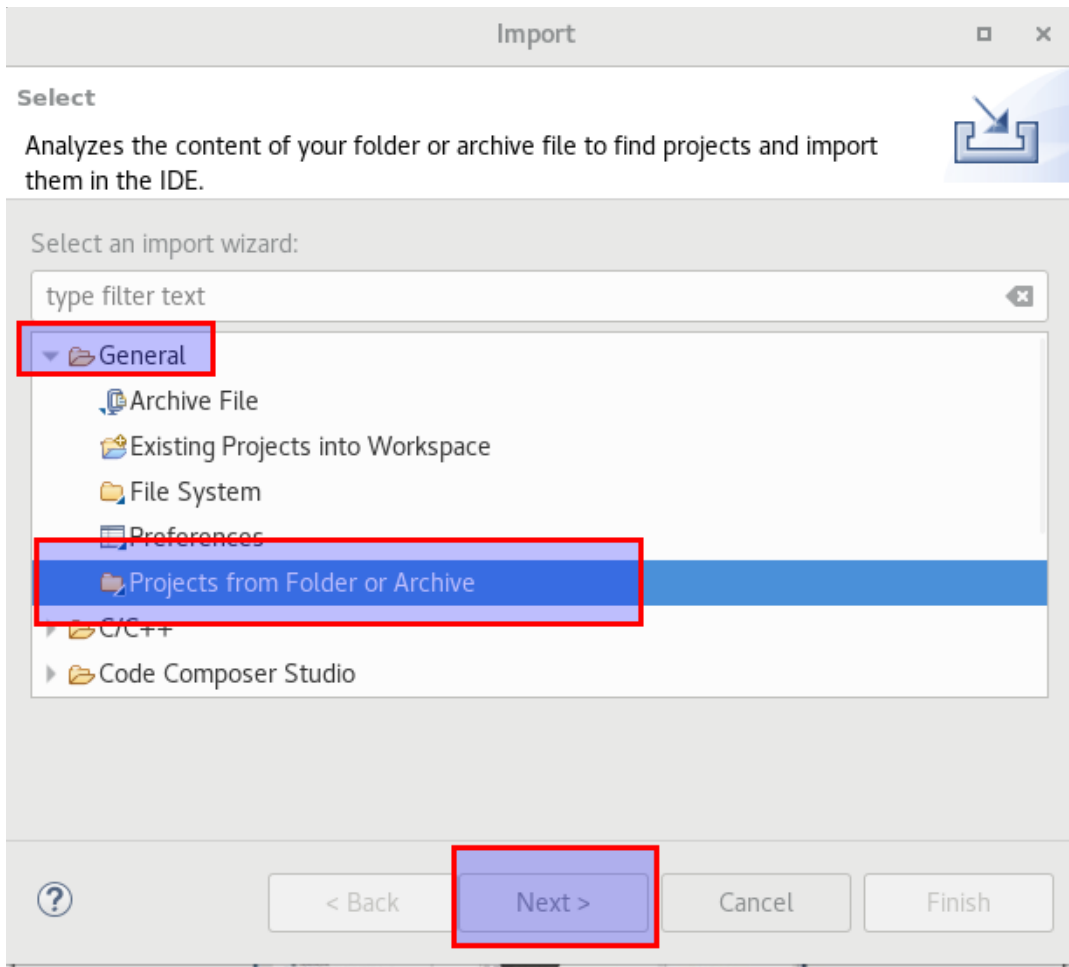 Import
Select
Analyzes the content of your folder or archive file to find projects and import
them in the IDE.
Select an import wizard:
type filter text
General
Archive File
Existing Projects into Workspace
File System
Preferences
Projects from Folder or Archive
C/C++
Code Composer Studio
< Back
Next >
Cancel
Finish